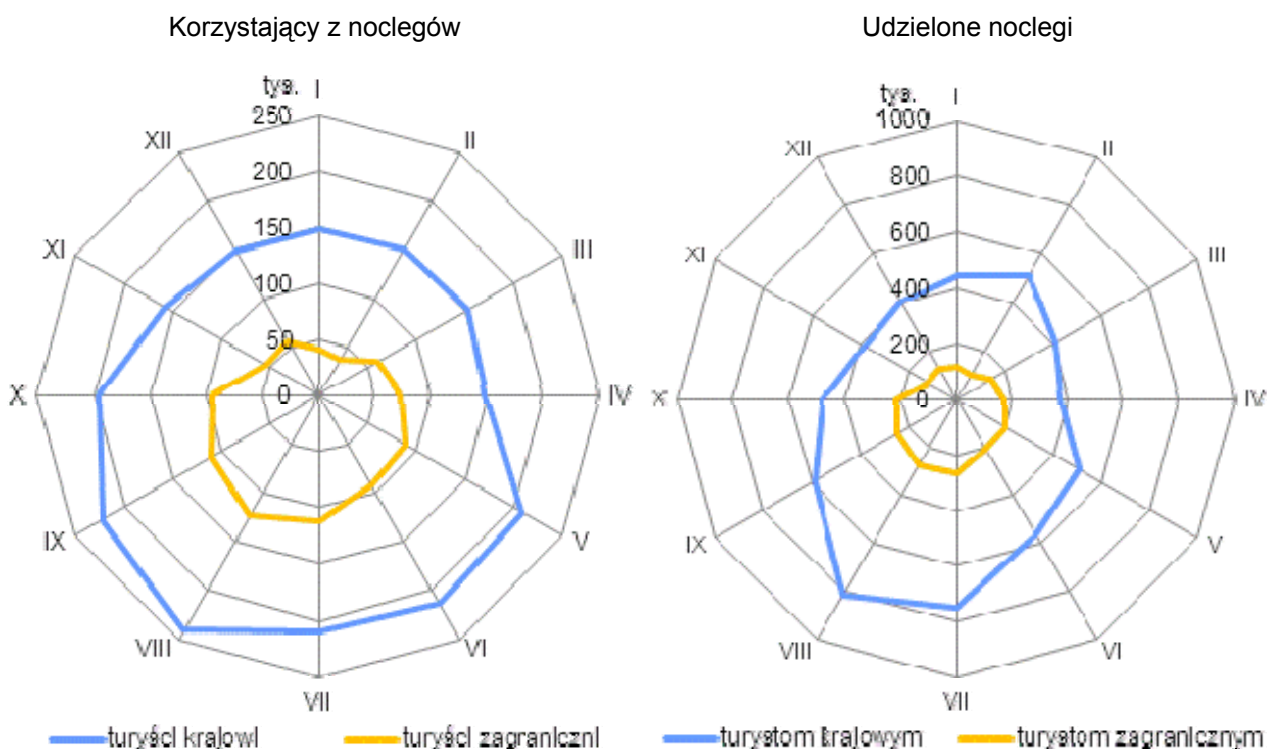 Korzystający z noclegów
tys. I
250
200
150
100
50
0
II
III
IV
V
VI
VII
VIII
IX
X
XI
XII
turyści krajowi
turyści zagraniczni
Udzielone noclegi
tys. I
1000
800
600
400
200
0
II
III
IV
V
VI
VII
VIII
IX
X
XI
XII
turystom krajowym
turystom zagranicznym